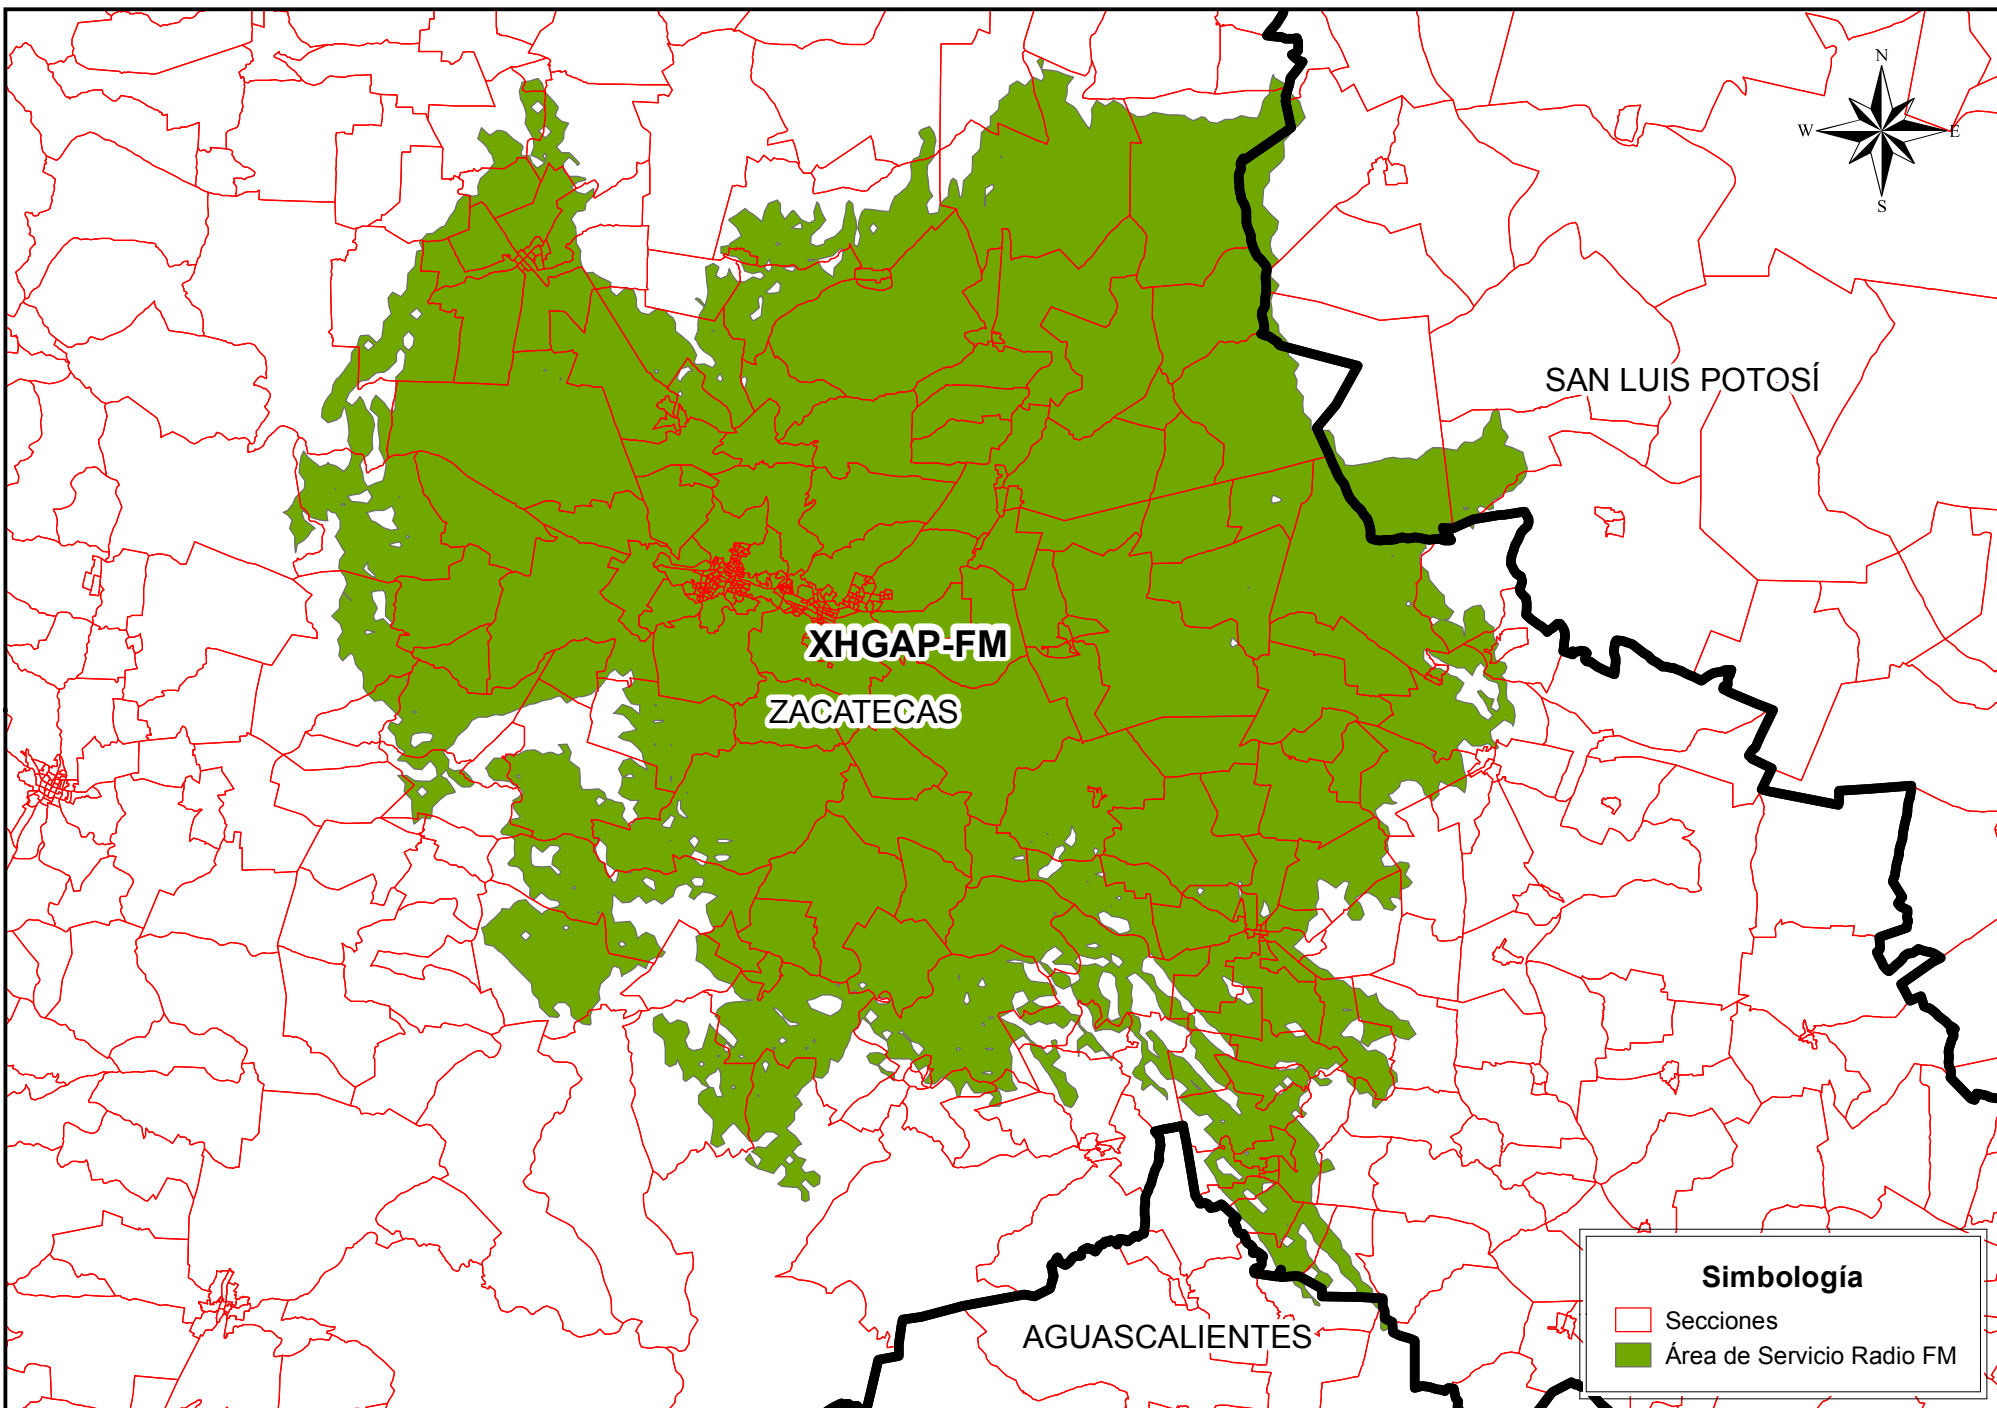 N
W
E
S
SAN LUIS POTOSÍ
XHGAP-FM
ZACATECAS
AGUASCALIENTES
Simbología
Secciones
Área de Servicio Radio FM